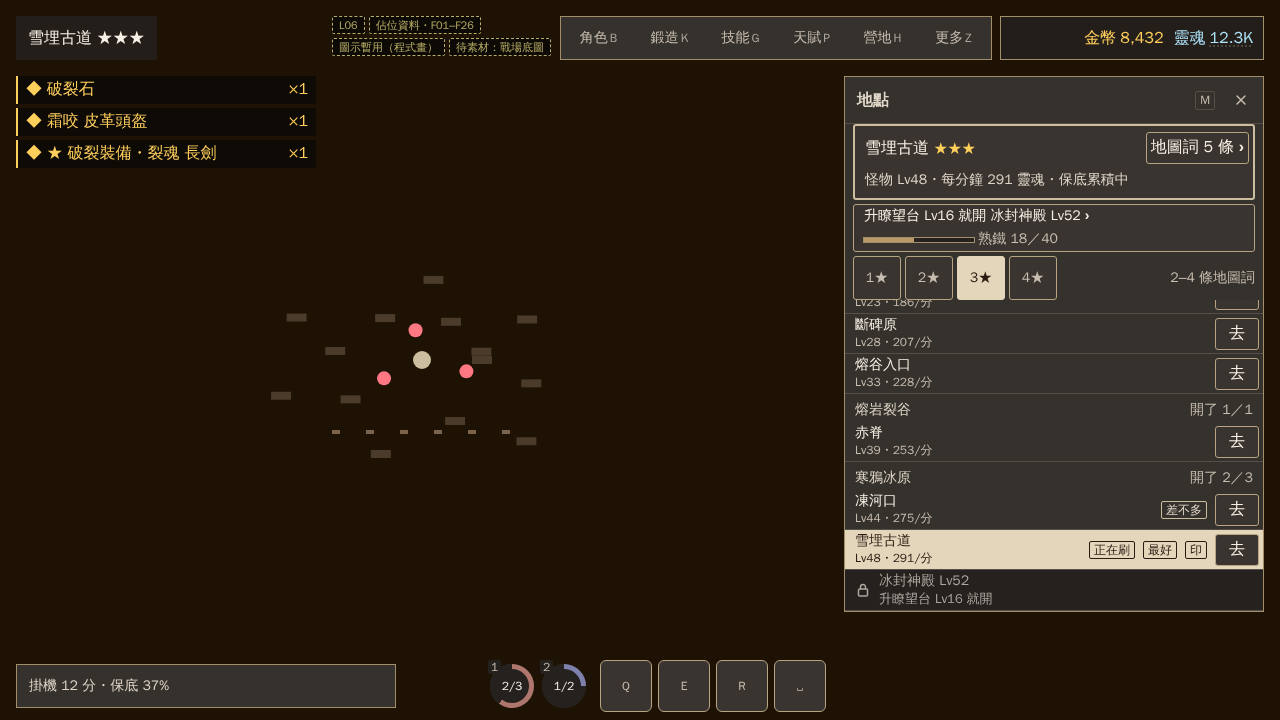 雪埋古道 ★★★
L06 佔位資料・F01–F26
圖示暫用（程式畫） 待素材：戰場底圖
角色B 鍛造K 技能G 天賦P 營地H 更多Z
金幣 8,432 靈魂 12.3K
◆ 破裂石 ×1
◆ 霜咬 皮革頭盔 ×1
◆ ★ 破裂裝備・裂魂 長劍 ×1
地點 M ×
雪埋古道 ★★★ 地圖詞 5 條 ›
怪物 Lv48・每分鐘 291 靈魂・保底累積中
升瞭望台 Lv16 就開 冰封神殿 Lv52 ›
熟鐵 18／40
1★ 2★ 3★ 4★ 2–4 條地圖詞
Lv23・186/分
斷碑原 去
Lv28・207/分
熔谷入口 去
Lv33・228/分
熔岩裂谷 開了 1／1
赤脊 去
Lv39・253/分
寒鴉冰原 開了 2／3
凍河口 差不多 去
Lv44・275/分
雪埋古道 正在刷 最好 印 去
Lv48・291/分
冰封神殿 Lv52
升瞭望台 Lv16 就開
掛機 12 分・保底 37%
1 2/3 2 1/2 Q E R ⎵